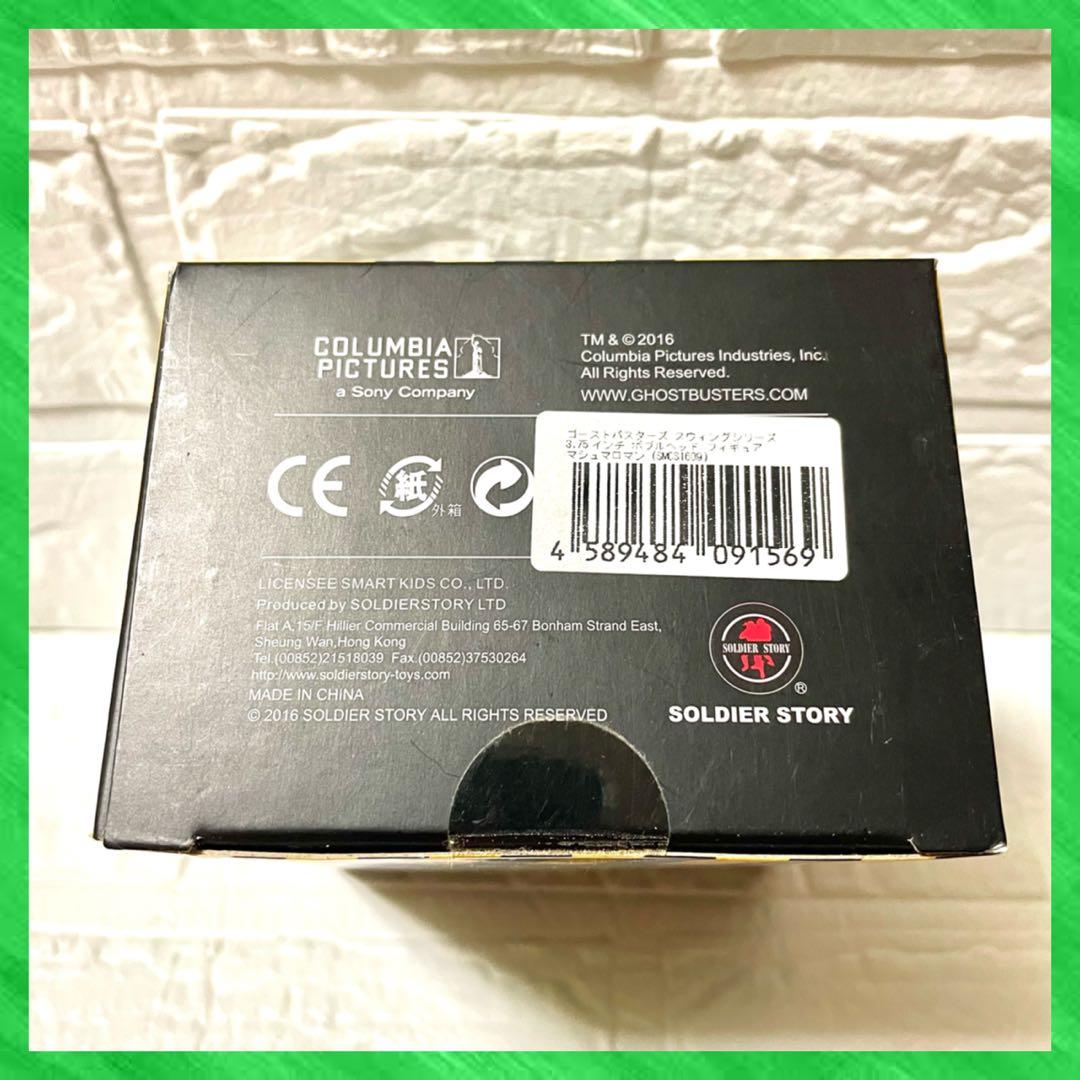 COLUMBIA
PICTURES
a Sony Company
TM & © 2016
Columbia Pictures Industries, Inc.
All Rights Reserved.
WWW.GHOSTBUSTERS.COM
ゴーストバスターズ スウィングシリーズ
3.75インチ ボブルヘッド フィギュア
マシュマロマン (SMCS1609)
4 589484 091569
CE
紙
外箱
LICENSEE SMART KIDS CO., LTD.
Produced by SOLDIERSTORY LTD
Flat A,15/F Hillier Commercial Building 65-67 Bonham Strand East,
Sheung Wan,Hong Kong
Tel.(00852)21518039 Fax.(00852)37530264
http://www.soldierstory-toys.com
MADE IN CHINA
© 2016 SOLDIER STORY ALL RIGHTS RESERVED
SOLDIER STORY
®
SOLDIER STORY